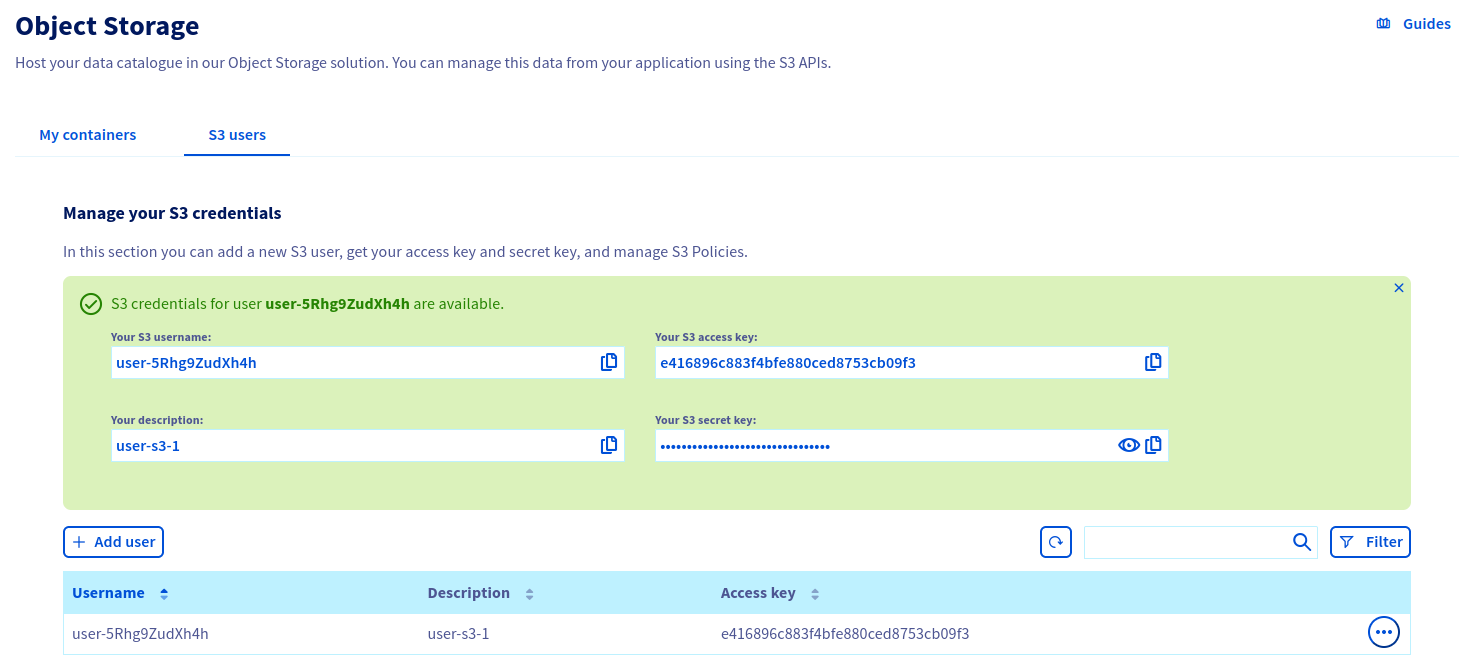 Object Storage
Guides
Host your data catalogue in our Object Storage solution. You can manage this data from your application using the S3 APIs.
My containers
S3 users
Manage your S3 credentials
In this section you can add a new S3 user, get your access key and secret key, and manage S3 Policies.
S3 credentials for user user-5Rhg9ZudXh4h are available.
Your S3 username:
Your S3 access key:
user-5Rhg9ZudXh4h
e416896c883f4bfe880ced8753cb09f3
Your description:
Your S3 secret key:
user-s3-1
••••••••••••••••••••••••••••••••
Add user
Filter
Username
Description
Access key
user-5Rhg9ZudXh4h
user-s3-1
e416896c883f4bfe880ced8753cb09f3